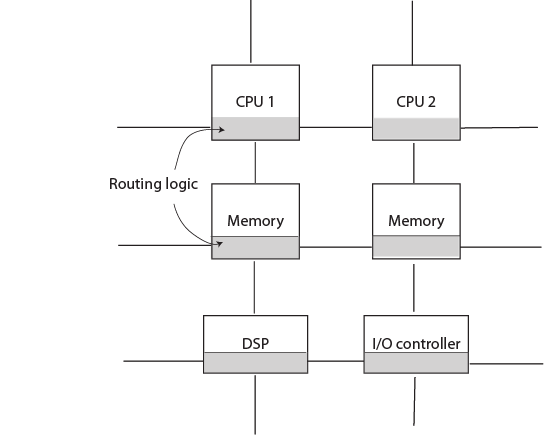 CPU 1
CPU 2
Routing logic
Memory
Memory
DSP
I/O controller